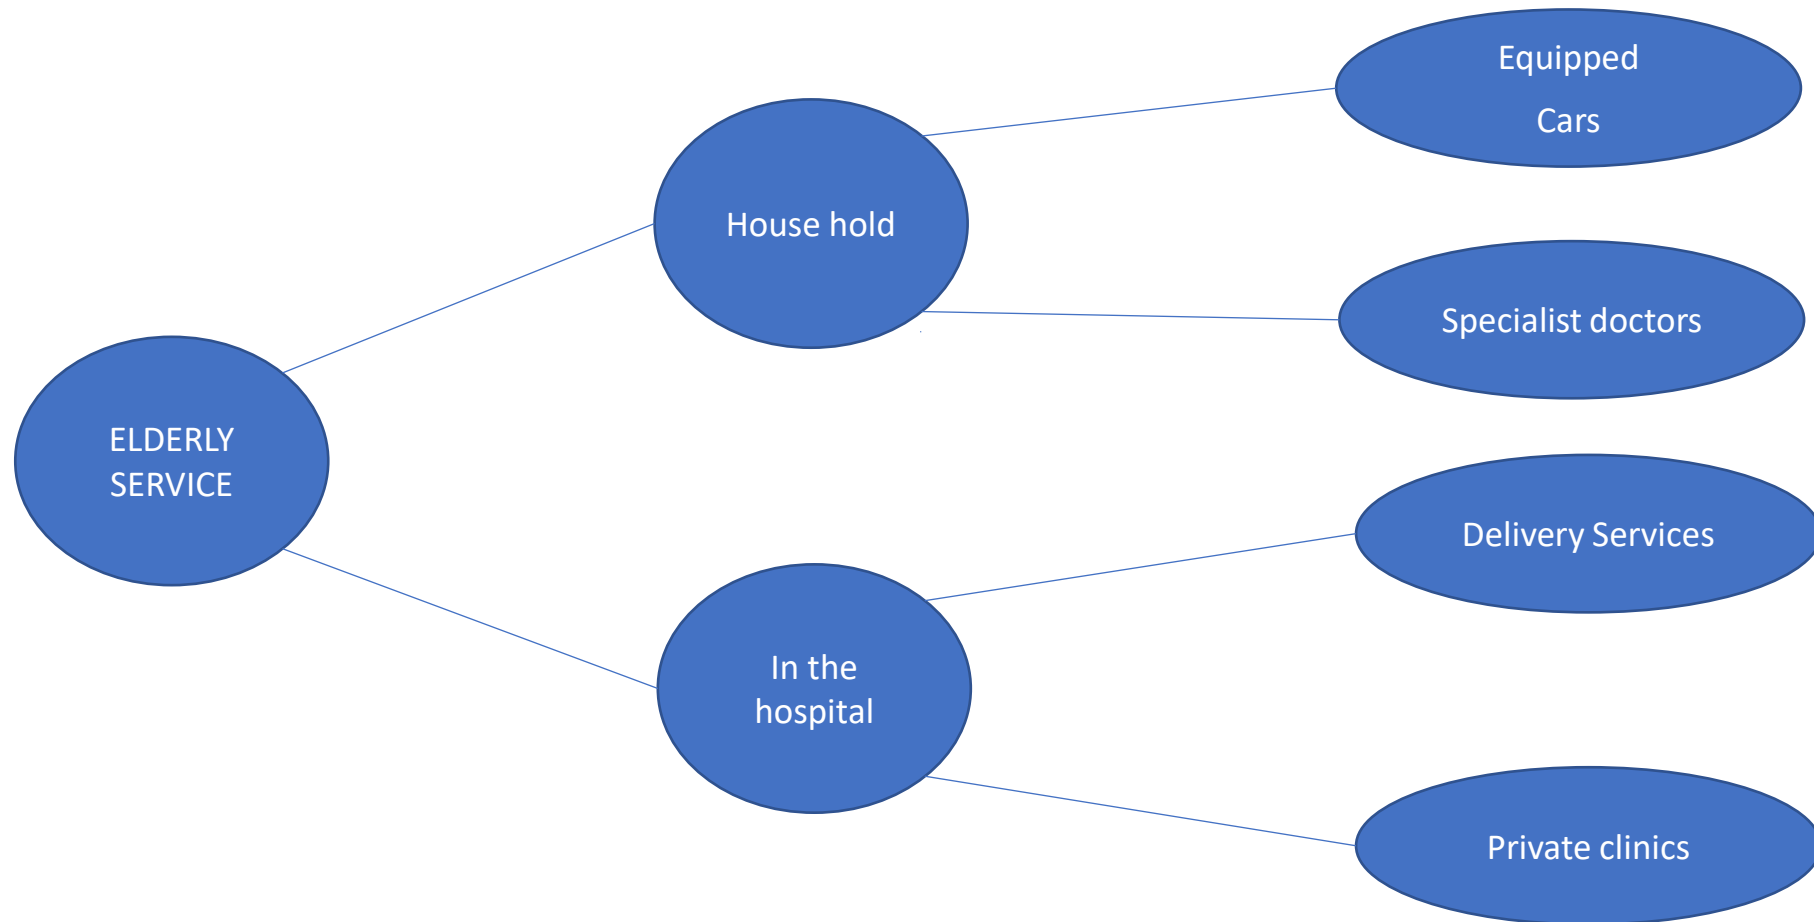 Equipped
Cars
House hold
Specialist doctors
ELDERLY
SERVICE
Delivery Services
In the
hospital
Private clinics